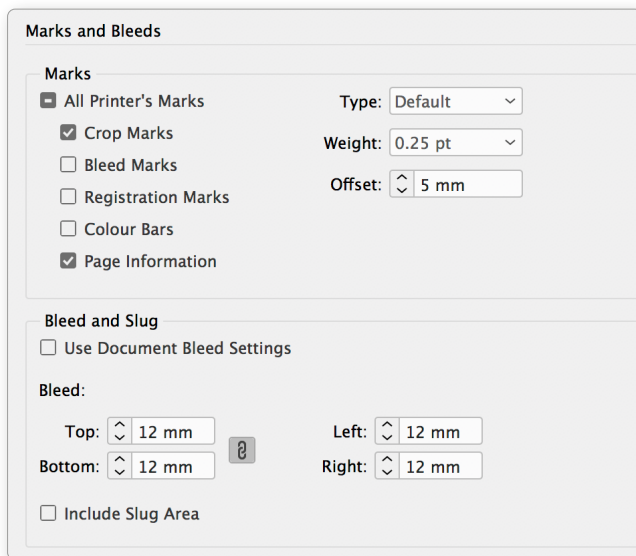 Marks and Bleeds
Marks
All Printer's Marks
Type: Default
Crop Marks
Weight: 0.25 pt
Bleed Marks
Offset: 5 mm
Registration Marks
Colour Bars
Page Information
Bleed and Slug
Use Document Bleed Settings
Bleed:
Top: 12 mm Left: 12 mm
Bottom: 12 mm Right: 12 mm
Include Slug Area